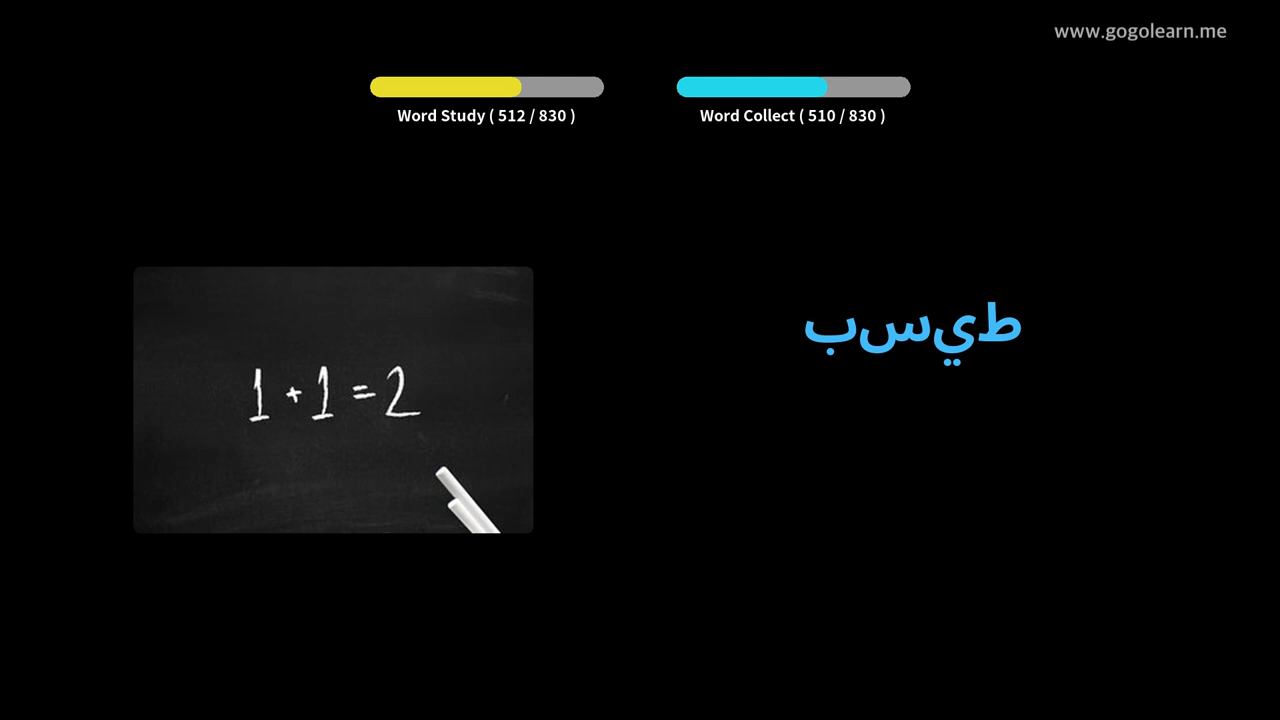 www.gogolearn.me
Word Study ( 512 / 830 )
Word Collect ( 510 / 830 )
1 + 1 = 2
بسيط